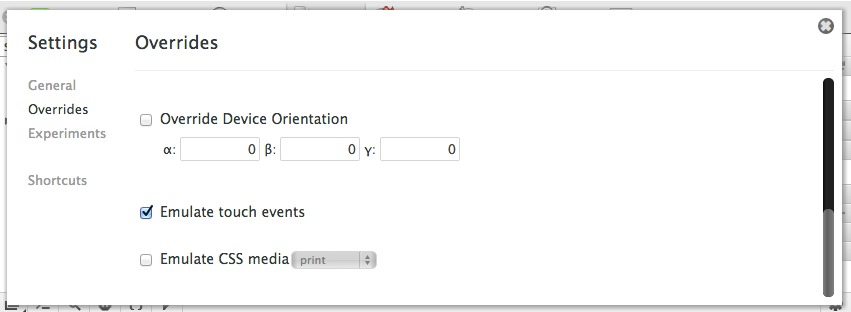 Settings
Overrides
General
Overrides
Experiments
Shortcuts
Override Device Orientation
α: 0 β: 0 γ: 0
Emulate touch events
Emulate CSS media print